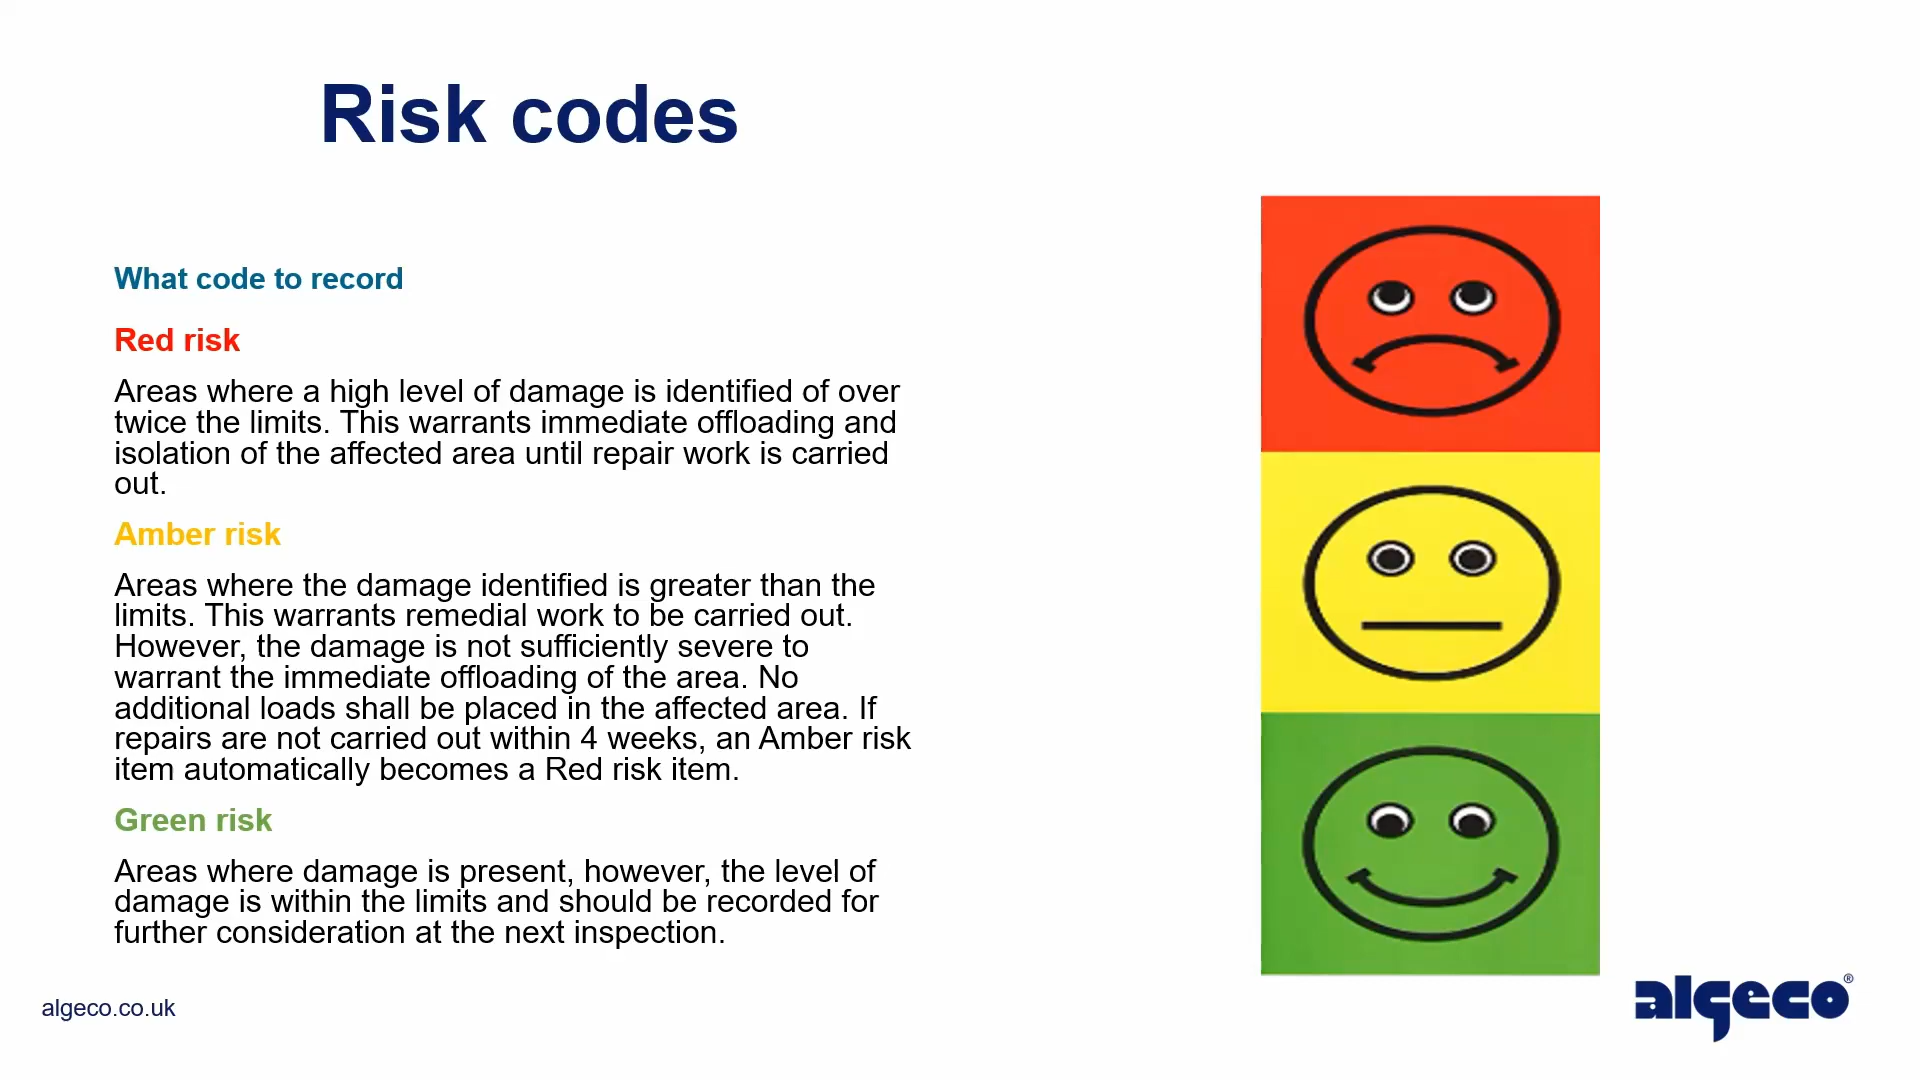 Risk codes
What code to record
Red risk
Areas where a high level of damage is identified of over
twice the limits. This warrants immediate offloading and
isolation of the affected area until repair work is carried
out.
Amber risk
Areas where the damage identified is greater than the
limits. This warrants remedial work to be carried out.
However, the damage is not sufficiently severe to
warrant the immediate offloading of the area. No
additional loads shall be placed in the affected area. If
repairs are not carried out within 4 weeks, an Amber risk
item automatically becomes a Red risk item.
Green risk
Areas where damage is present, however, the level of
damage is within the limits and should be recorded for
further consideration at the next inspection.
algeco.co.uk
algeco®